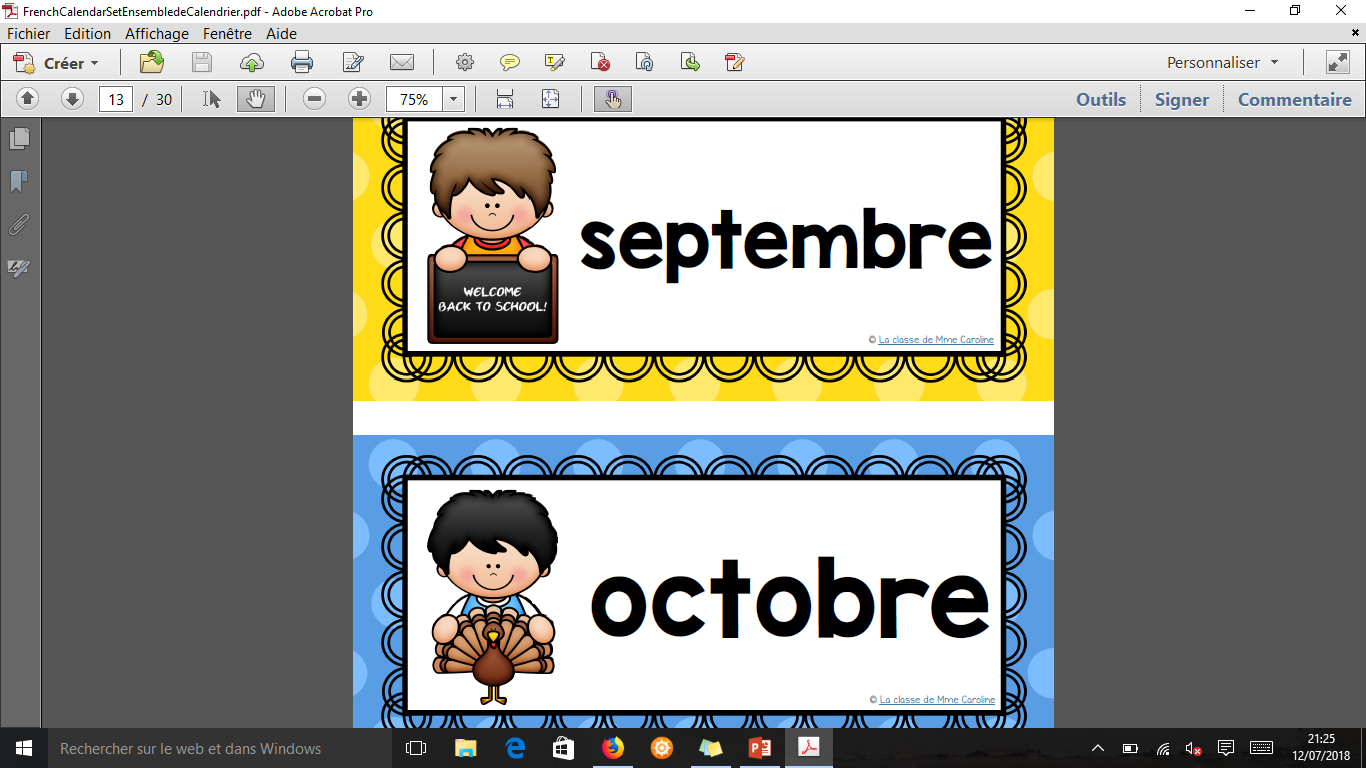 FrenchCalendarSetEnsembledeCalendrier.pdf - Adobe Acrobat Pro
Fichier Edition Affichage Fenêtre Aide
Créer Personnaliser
13 / 30 75% Outils Signer Commentaire
septembre
WELCOME
BACK TO SCHOOL!
© La classe de Mme Caroline
octobre
© La classe de Mme Caroline
Rechercher sur le web et dans Windows
21:25
12/07/2018